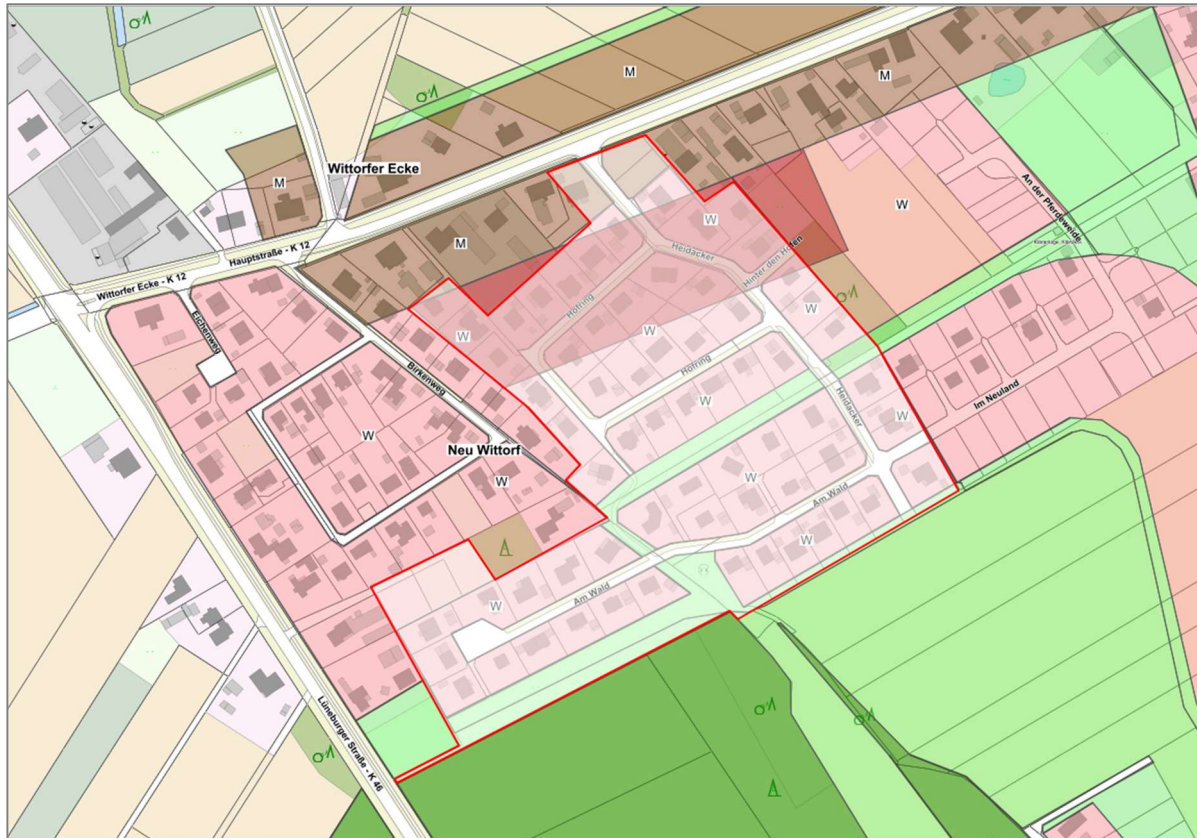 M
M
Wittorfer Ecke
M
An der Pferdeweide
W
W
Hauptstraße - K 12
M
Heidacker
Hinter den Höfen
Wittorfer Ecke - K 12
Eichenweg
Höfring
W
W
W
Birkenweg
Höfring
W
Heidacker
W
Im Neuland
W
Neu Wittorf
W
W
Am Wald
W
Am Wald
W
Lüneburger Straße - K 46